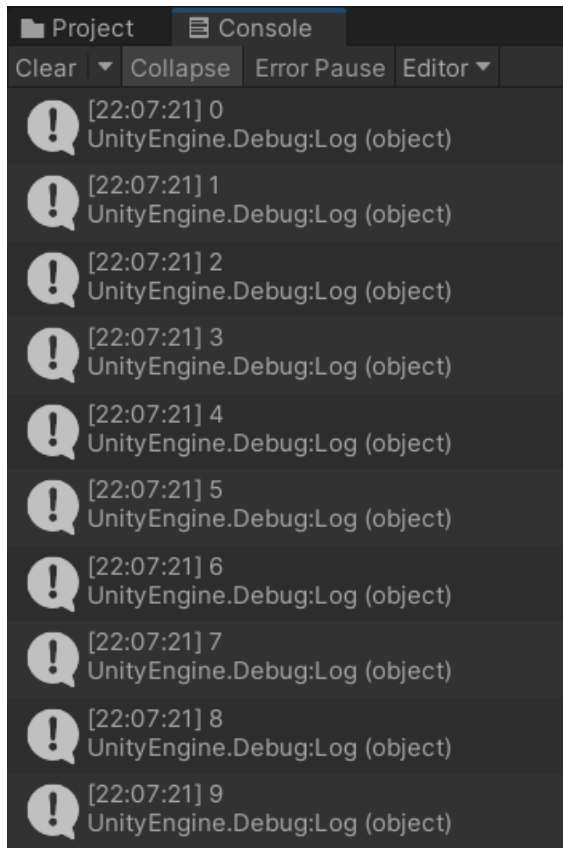 Project Console
Clear Collapse Error Pause Editor
[22:07:21] 0
UnityEngine.Debug:Log (object)
[22:07:21] 1
UnityEngine.Debug:Log (object)
[22:07:21] 2
UnityEngine.Debug:Log (object)
[22:07:21] 3
UnityEngine.Debug:Log (object)
[22:07:21] 4
UnityEngine.Debug:Log (object)
[22:07:21] 5
UnityEngine.Debug:Log (object)
[22:07:21] 6
UnityEngine.Debug:Log (object)
[22:07:21] 7
UnityEngine.Debug:Log (object)
[22:07:21] 8
UnityEngine.Debug:Log (object)
[22:07:21] 9
UnityEngine.Debug:Log (object)